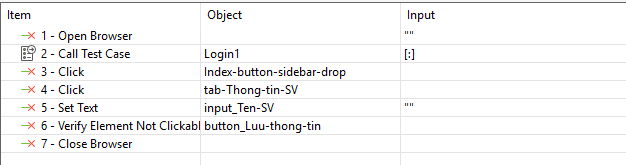 Item Object Input
1 - Open Browser ""
2 - Call Test Case Login1 [:]
3 - Click Index-button-sidebar-drop
4 - Click tab-Thong-tin-SV
5 - Set Text input_Ten-SV ""
6 - Verify Element Not Clickabl button_Luu-thong-tin
7 - Close Browser